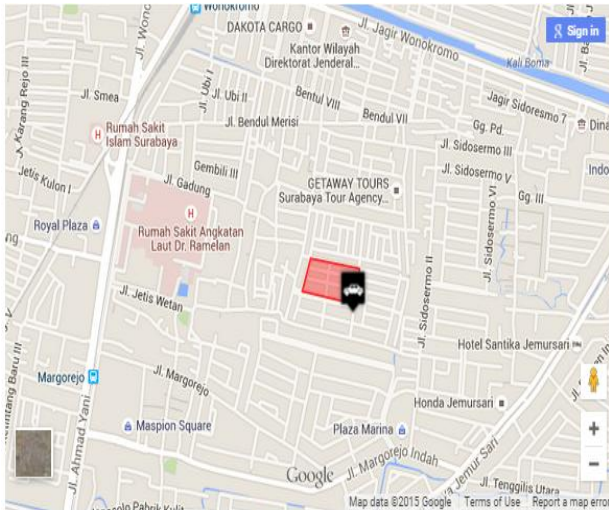 Wonokromo
DAKOTA CARGO
Jl. Jagir Wonokromo
Sign in
Kantor Wilayah
Direktorat Jenderal...
Kali Boma
Jl. Ubi I
Jl. Smea
Jl. Ubi II
Bentul VIII
Jagir Sidoresmo 7
Jl. Karang Rejo III
Jl. Bendul Merisi
Bendul VII
Gg. Pd.
Dina
Rumah Sakit
Islam Surabaya
Jl. Sidosermo III
Gembili III
Jl. Sidosermo V
Indo
Jetis Kulon I
Jl. Gadung
GETAWAY TOURS
Surabaya Tour Agency...
Jl. Sidosermo VI
Gg. III
Royal Plaza
Rumah Sakit Angkatan
Laut Dr. Ramelan
Jl. Sidosermo II
Jl. Jetis Wetan
Hotel Santika Jemursari
Margorejo
Jl. Margorejo
Honda Jemursari
Maspion Square
Plaza Marina
Jl. Ahmad Yani
Google
Jl. Margorejo Indah
Jemur Sari
Jl. Tenggilis Utara
Map data ©2015 Google
Terms of Use
Report a map error